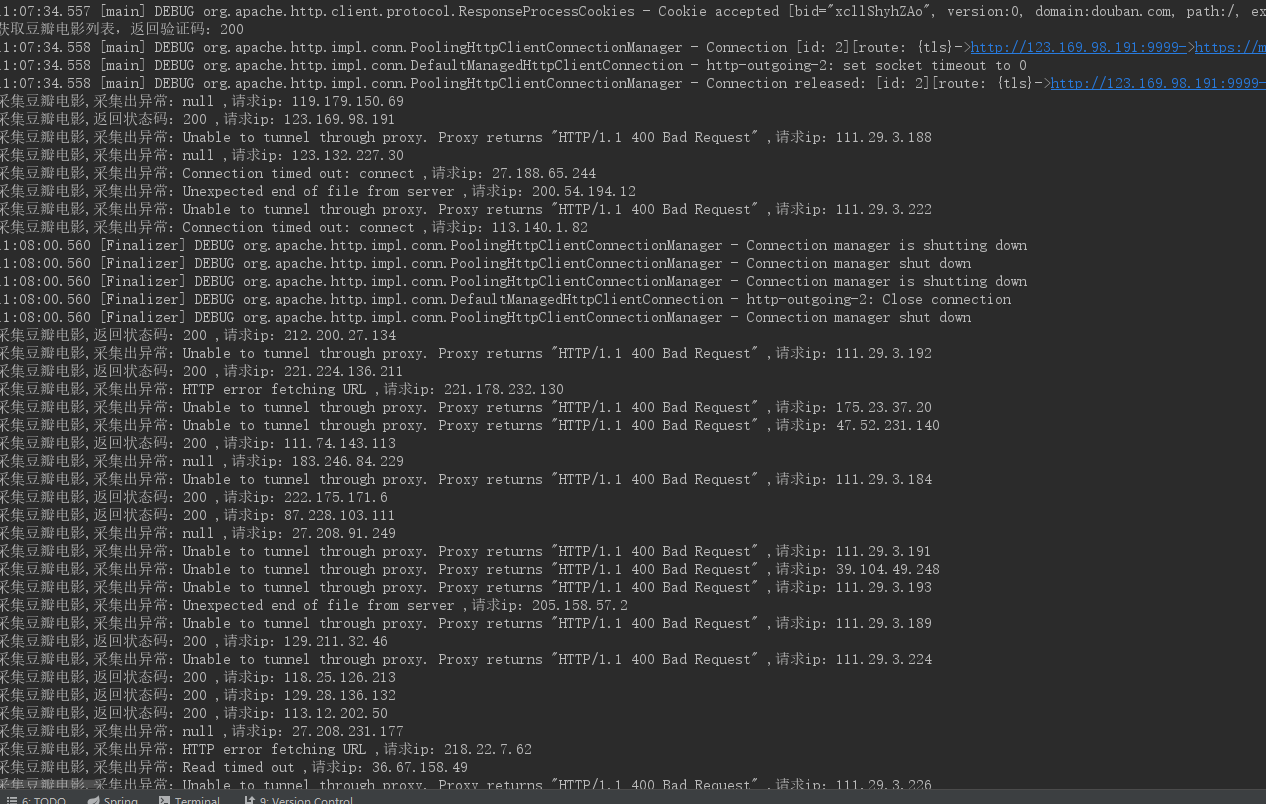 11:07:34.557 [main] DEBUG org.apache.http.client.protocol.ResponseProcessCookies - Cookie accepted [bid="xcllShyhZAo", version:0, domain:douban.com, path:/, ex
获取豆瓣电影列表，返回验证码：200
11:07:34.558 [main] DEBUG org.apache.http.impl.conn.PoolingHttpClientConnectionManager - Connection [id: 2][route: {tls}->http://123.169.98.191:9999->https://m
11:07:34.558 [main] DEBUG org.apache.http.impl.conn.DefaultManagedHttpClientConnection - http-outgoing-2: set socket timeout to 0
11:07:34.558 [main] DEBUG org.apache.http.impl.conn.PoolingHttpClientConnectionManager - Connection released: [id: 2][route: {tls}->http://123.169.98.191:9999-
采集豆瓣电影,采集出异常：null ,请求ip：119.179.150.69
采集豆瓣电影,返回状态码：200 ,请求ip：123.169.98.191
采集豆瓣电影,采集出异常：Unable to tunnel through proxy. Proxy returns "HTTP/1.1 400 Bad Request" ,请求ip：111.29.3.188
采集豆瓣电影,采集出异常：null ,请求ip：123.132.227.30
采集豆瓣电影,采集出异常：Connection timed out: connect ,请求ip：27.188.65.244
采集豆瓣电影,采集出异常：Unexpected end of file from server ,请求ip：200.54.194.12
采集豆瓣电影,采集出异常：Unable to tunnel through proxy. Proxy returns "HTTP/1.1 400 Bad Request" ,请求ip：111.29.3.222
采集豆瓣电影,采集出异常：Connection timed out: connect ,请求ip：113.140.1.82
11:08:00.560 [Finalizer] DEBUG org.apache.http.impl.conn.PoolingHttpClientConnectionManager - Connection manager is shutting down
11:08:00.560 [Finalizer] DEBUG org.apache.http.impl.conn.PoolingHttpClientConnectionManager - Connection manager shut down
11:08:00.560 [Finalizer] DEBUG org.apache.http.impl.conn.PoolingHttpClientConnectionManager - Connection manager is shutting down
11:08:00.560 [Finalizer] DEBUG org.apache.http.impl.conn.DefaultManagedHttpClientConnection - http-outgoing-2: Close connection
11:08:00.560 [Finalizer] DEBUG org.apache.http.impl.conn.PoolingHttpClientConnectionManager - Connection manager shut down
采集豆瓣电影,返回状态码：200 ,请求ip：212.200.27.134
采集豆瓣电影,采集出异常：Unable to tunnel through proxy. Proxy returns "HTTP/1.1 400 Bad Request" ,请求ip：111.29.3.192
采集豆瓣电影,返回状态码：200 ,请求ip：221.224.136.211
采集豆瓣电影,采集出异常：HTTP error fetching URL ,请求ip：221.178.232.130
采集豆瓣电影,采集出异常：Unable to tunnel through proxy. Proxy returns "HTTP/1.1 400 Bad Request" ,请求ip：175.23.37.20
采集豆瓣电影,采集出异常：Unable to tunnel through proxy. Proxy returns "HTTP/1.1 400 Bad Request" ,请求ip：47.52.231.140
采集豆瓣电影,返回状态码：200 ,请求ip：111.74.143.113
采集豆瓣电影,采集出异常：null ,请求ip：183.246.84.229
采集豆瓣电影,采集出异常：Unable to tunnel through proxy. Proxy returns "HTTP/1.1 400 Bad Request" ,请求ip：111.29.3.184
采集豆瓣电影,返回状态码：200 ,请求ip：222.175.171.6
采集豆瓣电影,返回状态码：200 ,请求ip：87.228.103.111
采集豆瓣电影,采集出异常：null ,请求ip：27.208.91.249
采集豆瓣电影,采集出异常：Unable to tunnel through proxy. Proxy returns "HTTP/1.1 400 Bad Request" ,请求ip：111.29.3.191
采集豆瓣电影,采集出异常：Unable to tunnel through proxy. Proxy returns "HTTP/1.1 400 Bad Request" ,请求ip：39.104.49.248
采集豆瓣电影,采集出异常：Unable to tunnel through proxy. Proxy returns "HTTP/1.1 400 Bad Request" ,请求ip：111.29.3.193
采集豆瓣电影,采集出异常：Unexpected end of file from server ,请求ip：205.158.57.2
采集豆瓣电影,采集出异常：Unable to tunnel through proxy. Proxy returns "HTTP/1.1 400 Bad Request" ,请求ip：111.29.3.189
采集豆瓣电影,返回状态码：200 ,请求ip：129.211.32.46
采集豆瓣电影,采集出异常：Unable to tunnel through proxy. Proxy returns "HTTP/1.1 400 Bad Request" ,请求ip：111.29.3.224
采集豆瓣电影,返回状态码：200 ,请求ip：118.25.126.213
采集豆瓣电影,返回状态码：200 ,请求ip：129.28.136.132
采集豆瓣电影,返回状态码：200 ,请求ip：113.12.202.50
采集豆瓣电影,采集出异常：null ,请求ip：27.208.231.177
采集豆瓣电影,采集出异常：HTTP error fetching URL ,请求ip：218.22.7.62
采集豆瓣电影,采集出异常：Read timed out ,请求ip：36.67.158.49
采集豆瓣电影,采集出异常：Unable to tunnel through proxy. Proxy returns "HTTP/1.1 400 Bad Request" ,请求ip：111.29.3.226
6: TODO Spring Terminal 9: Version Control